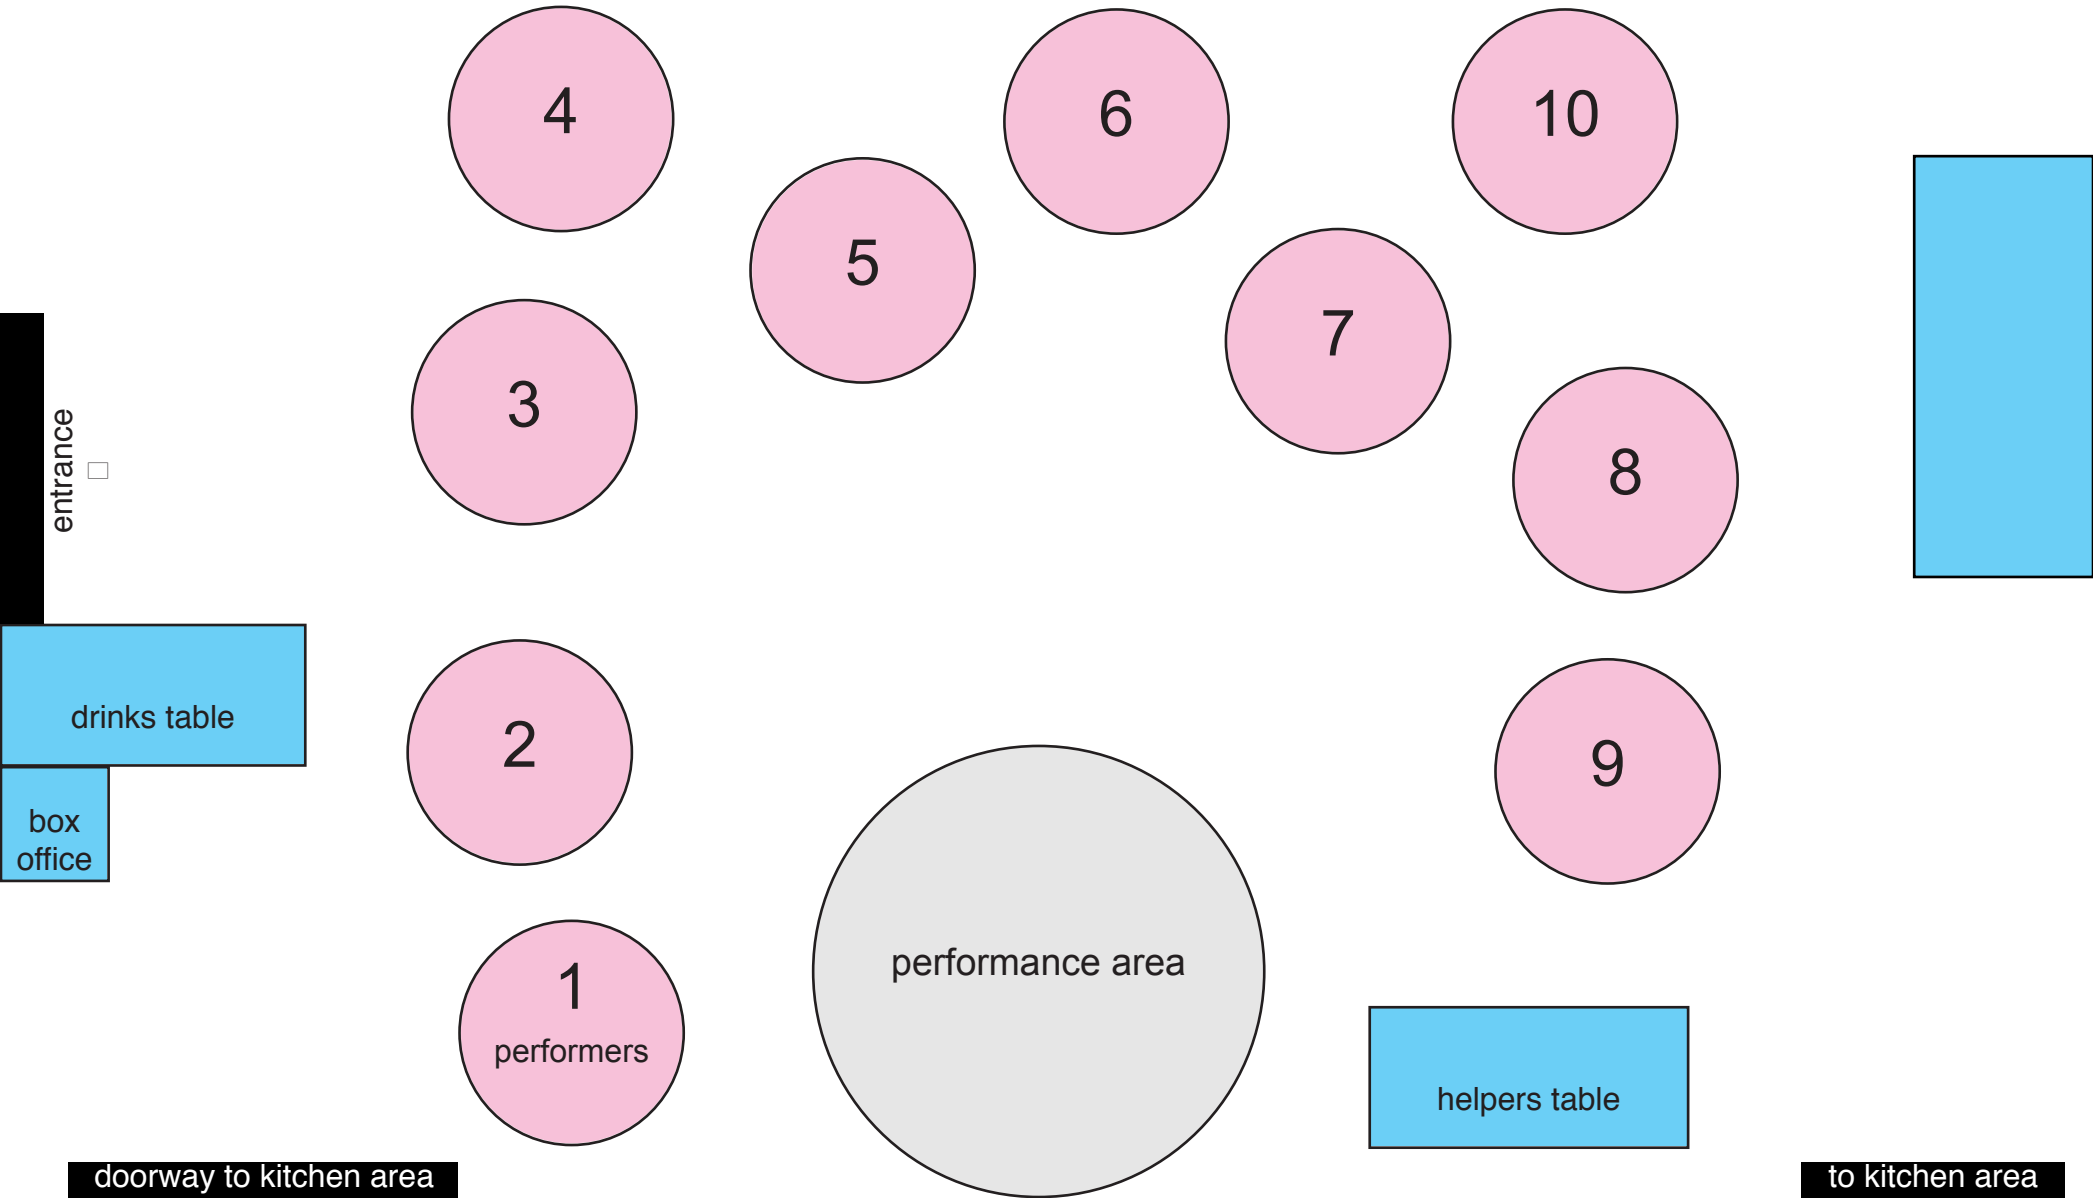 4
6
10
5
7
3
8
entrance
drinks table
2
9
box
office
performance area
1
performers
helpers table
doorway to kitchen area
to kitchen area